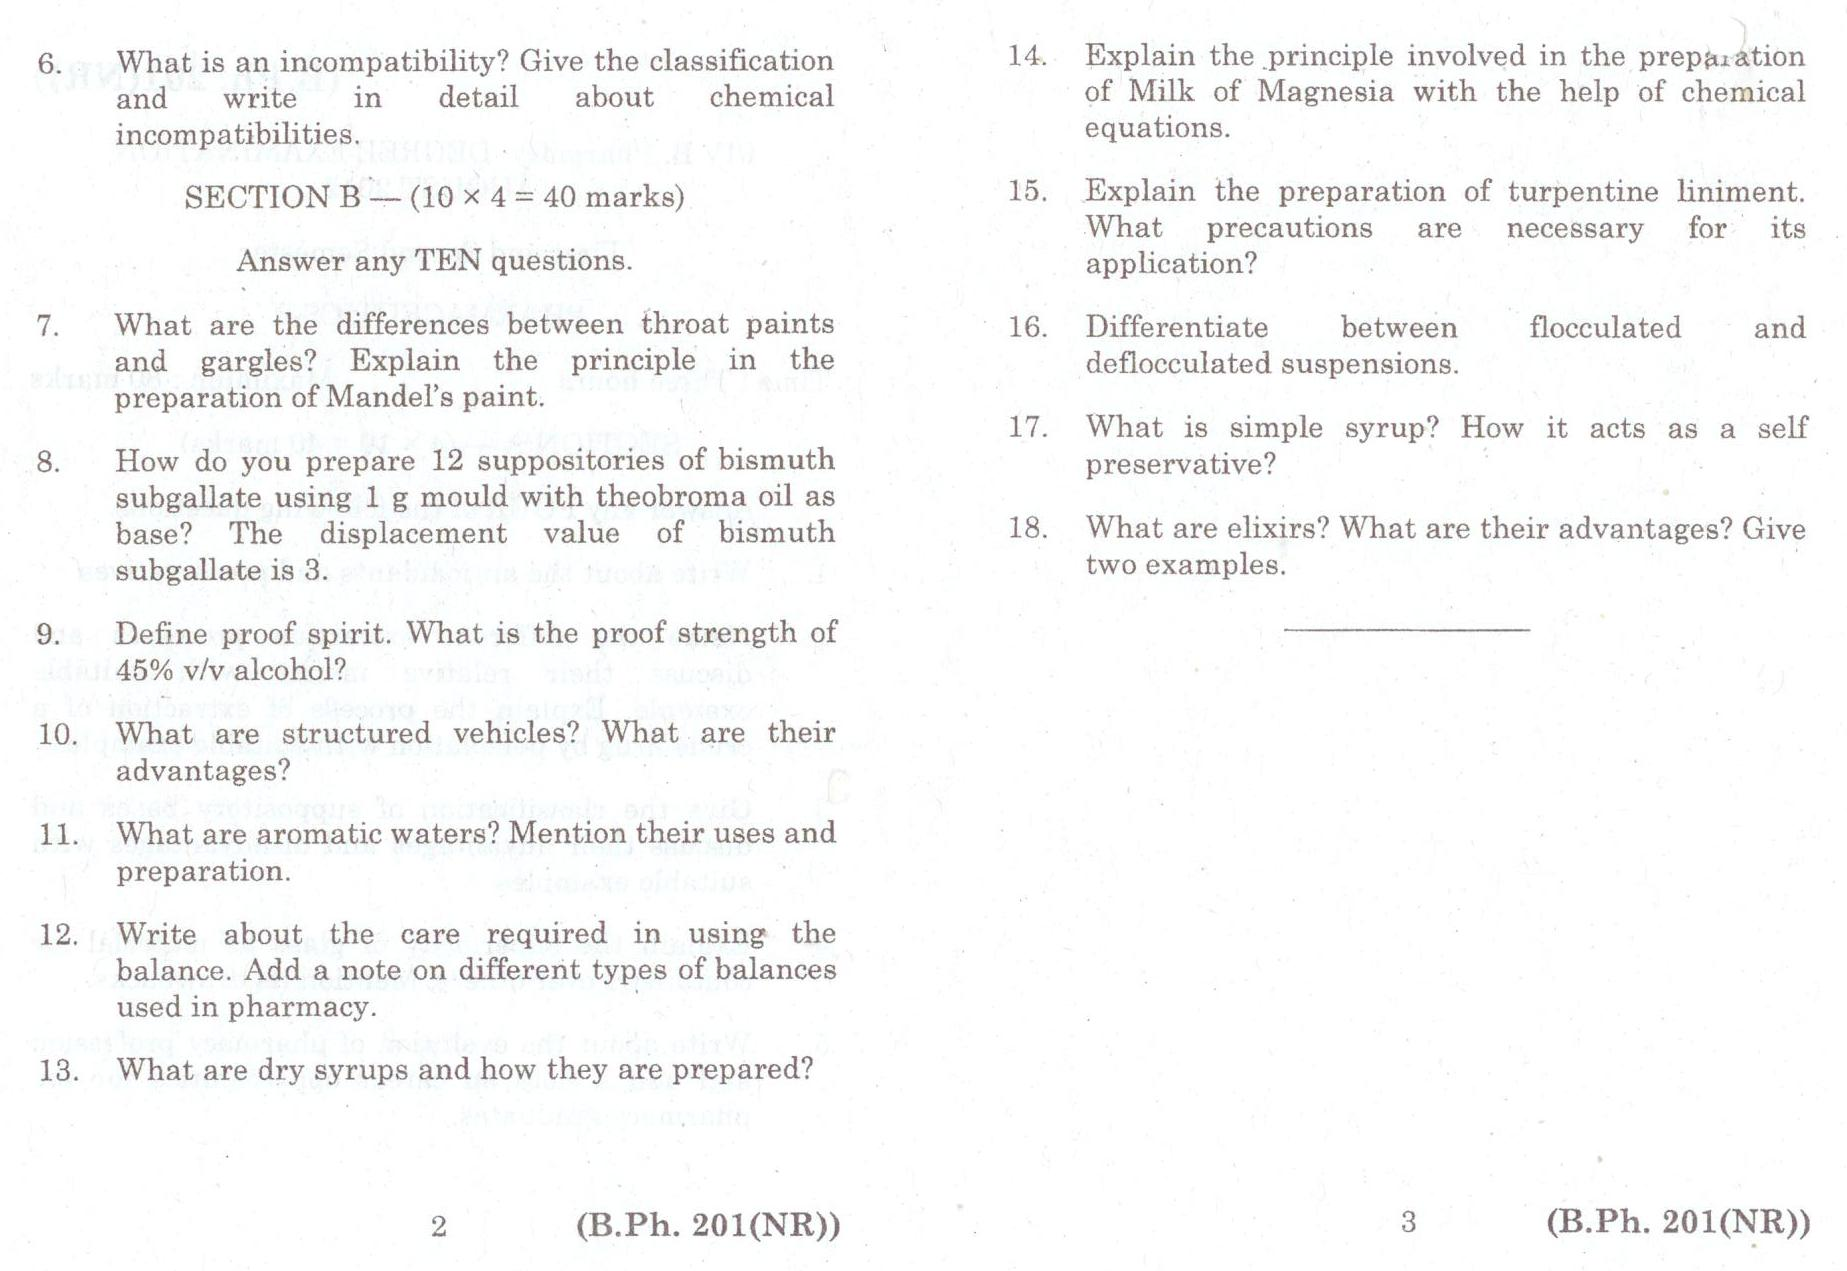 6. What is an incompatibility? Give the classification
and write in detail about chemical
incompatibilities.
SECTION B — (10 × 4 = 40 marks)
Answer any TEN questions.
7. What are the differences between throat paints
and gargles? Explain the principle in the
preparation of Mandel's paint.
8. How do you prepare 12 suppositories of bismuth
subgallate using 1 g mould with theobroma oil as
base? The displacement value of bismuth
subgallate is 3.
9. Define proof spirit. What is the proof strength of
45% v/v alcohol?
10. What are structured vehicles? What are their
advantages?
11. What are aromatic waters? Mention their uses and
preparation.
12. Write about the care required in using the
balance. Add a note on different types of balances
used in pharmacy.
13. What are dry syrups and how they are prepared?
2 (B.Ph. 201(NR))
14. Explain the principle involved in the preparation
of Milk of Magnesia with the help of chemical
equations.
15. Explain the preparation of turpentine liniment.
What precautions are necessary for its
application?
16. Differentiate between flocculated and
deflocculated suspensions.
17. What is simple syrup? How it acts as a self
preservative?
18. What are elixirs? What are their advantages? Give
two examples.
3 (B.Ph. 201(NR))